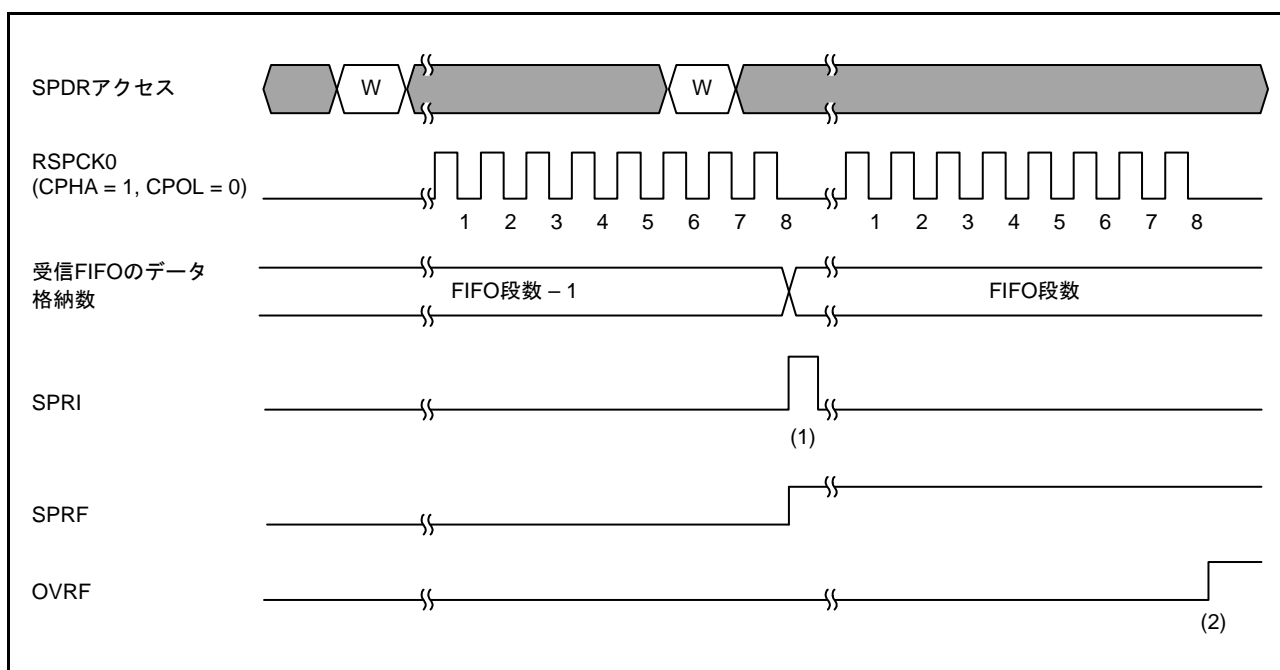 SPDRアクセス
W
W
RSPCK0
(CPHA = 1, CPOL = 0)
1 2 3 4 5 6 7 8 1 2 3 4 5 6 7 8
受信FIFOのデータ
格納数
FIFO段数 – 1
FIFO段数
SPRI
(1)
SPRF
OVRF
(2)